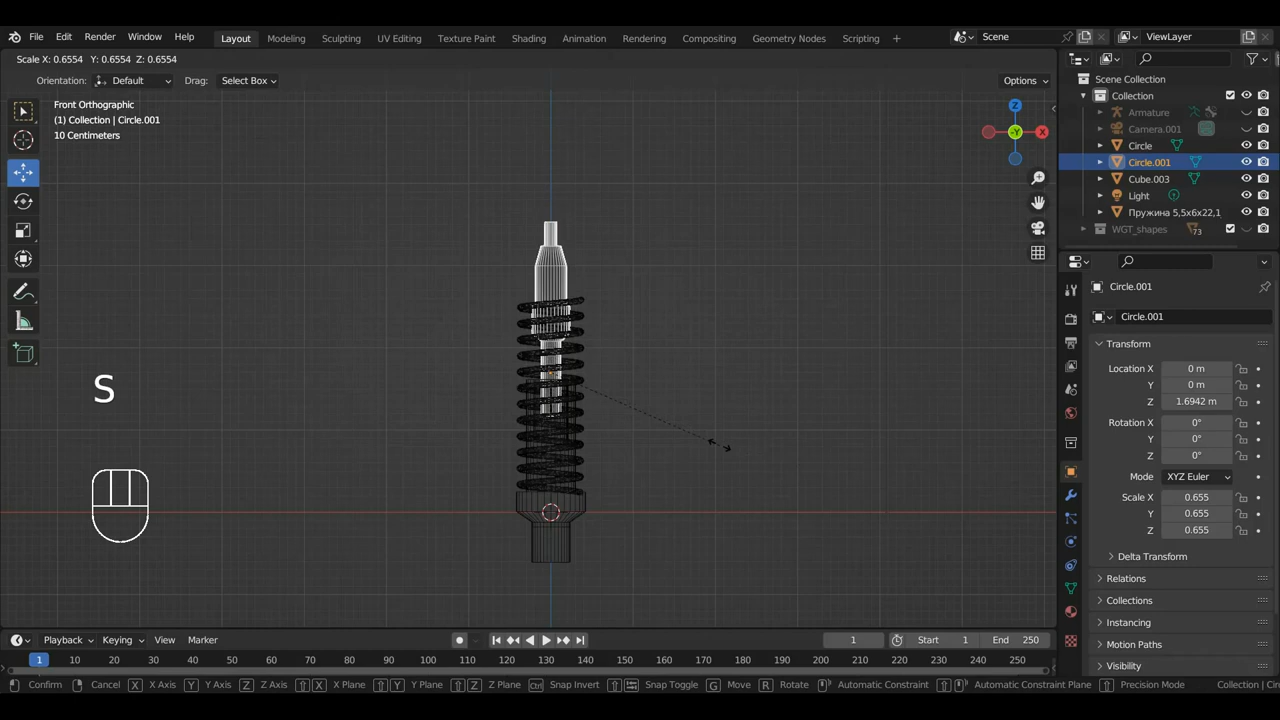 File Edit Render Window Help Layout Modeling Sculpting UV Editing Texture Paint Shading Animation Rendering Compositing Geometry Nodes Scripting + Scene ViewLayer
Scale X: 0.6554 Y: 0.6554 Z: 0.6554
Orientation: Default Drag: Select Box Options
Front Orthographic
(1) Collection | Circle.001
10 Centimeters
Z
X
-Y
S
Scene Collection
Collection
Armature
Camera.001
Circle
Circle.001
Cube.003
Light
Пружина 5,5x6x22,1
WGT_shapes 73
Circle.001
Circle.001
Transform
Location X 0 m
Y 0 m
Z 1.6942 m
Rotation X 0°
Y 0°
Z 0°
Mode XYZ Euler
Scale X 0.655
Y 0.655
Z 0.655
Delta Transform
Relations
Collections
Instancing
Motion Paths
Visibility
Playback Keying View Marker 1 Start 1 End 250
1 10 20 30 40 50 60 70 80 90 100 110 120 130 140 150 160 170 180 190 200 210 220 230 240 250
Confirm Cancel X X Axis Y Y Axis Z Z Axis X X Plane Y Y Plane Z Z Plane Ctrl Snap Invert Snap Toggle G Move R Rotate Automatic Constraint Automatic Constraint Plane Precision Mode Collection | Cir